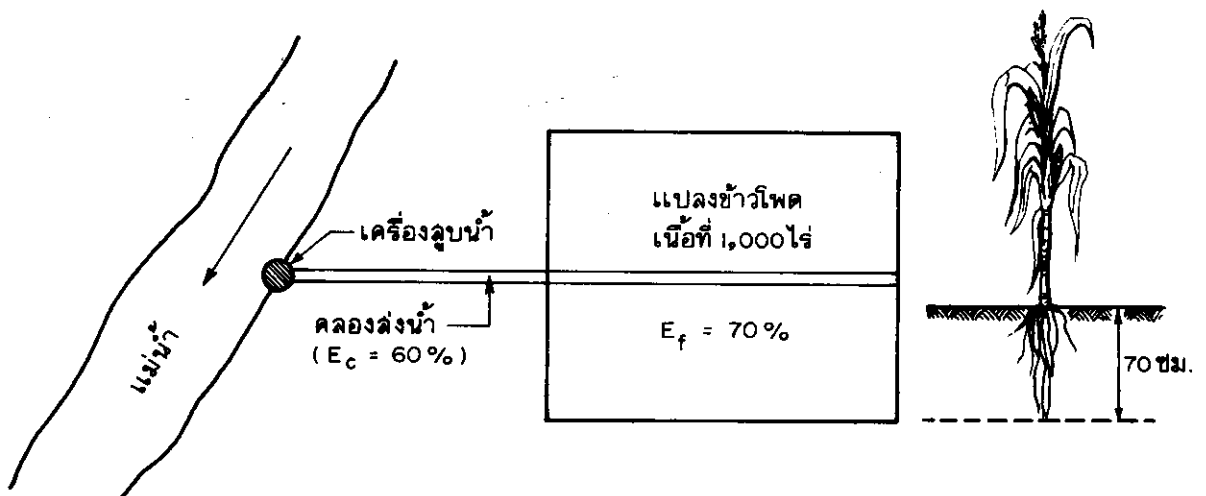 แม่น้ำ
เครื่องสูบน้ำ
คลองส่งน้ำ
(Ec = 60%)
แปลงข้าวโพด
เนื้อที่ 1,000 ไร่
Ef = 70%
70 ซม.